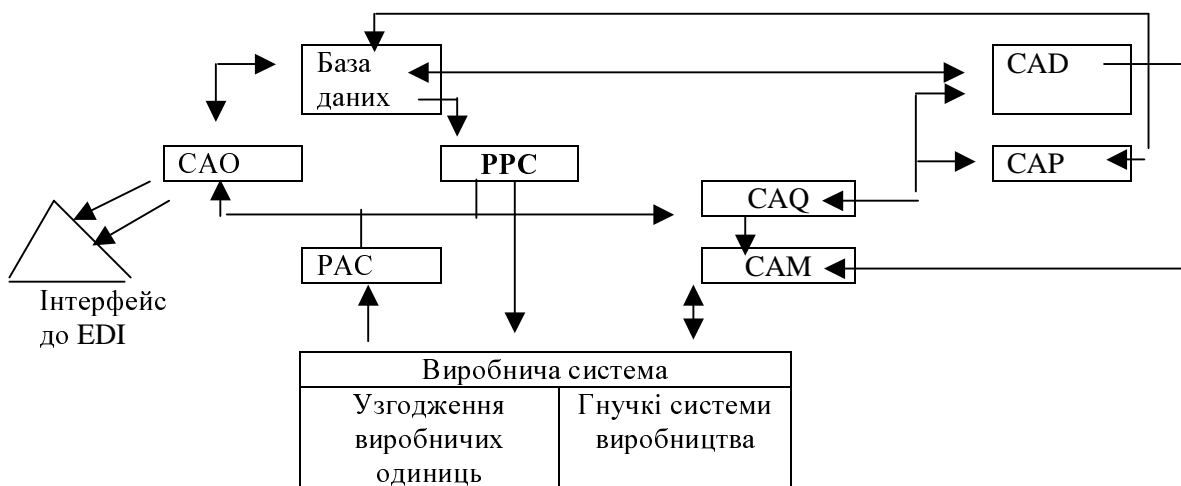 База
даних
CAD
CAO
PPC
CAP
CAQ
PAC
CAM
Інтерфейс
до EDI
Виробнича система
Узгодження
виробничих
одиниць
Гнучкі системи
виробництва